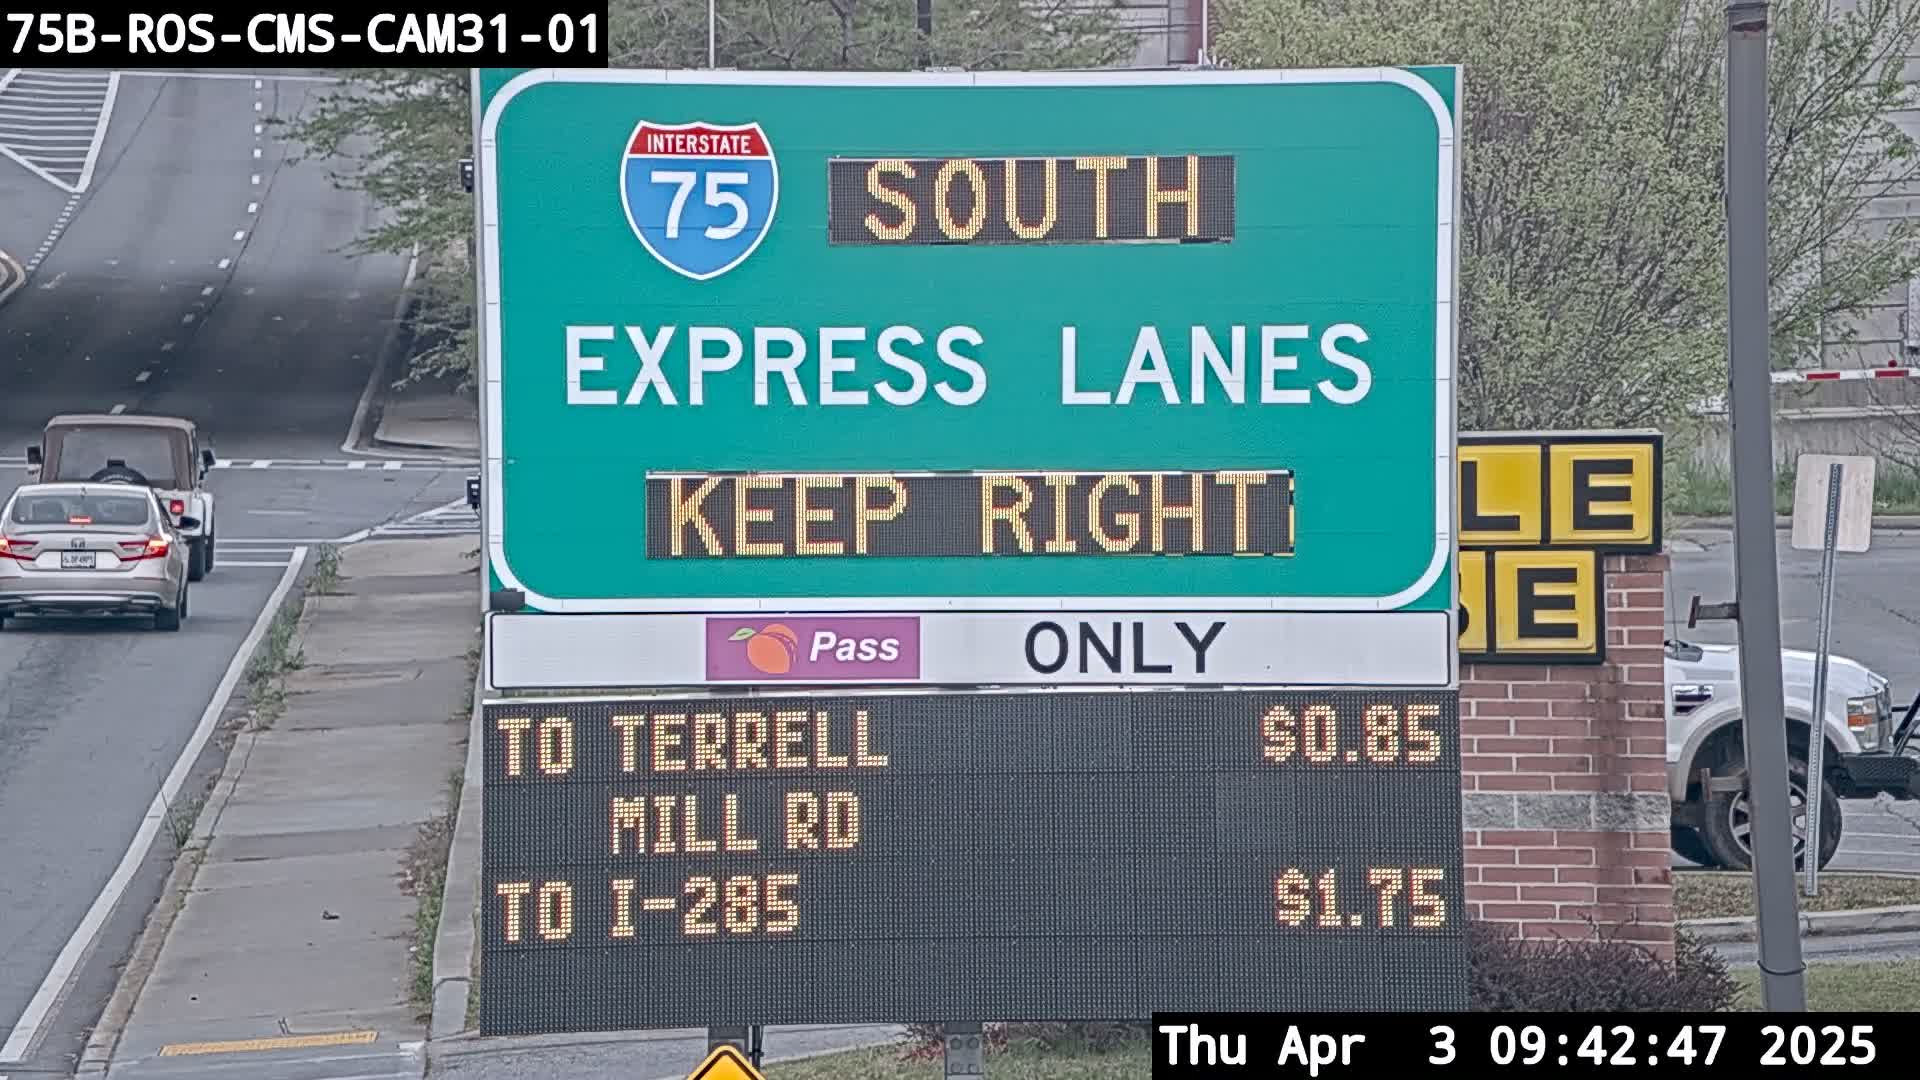 75B-ROS-CMS-CAM31-01
INTERSTATE
75
SOUTH
EXPRESS LANES
KEEP RIGHT
Pass ONLY
TO TERRELL $0.85
MILL RD
TO I-285 $1.75
LE
E
Thu Apr 3 09:42:47 2025